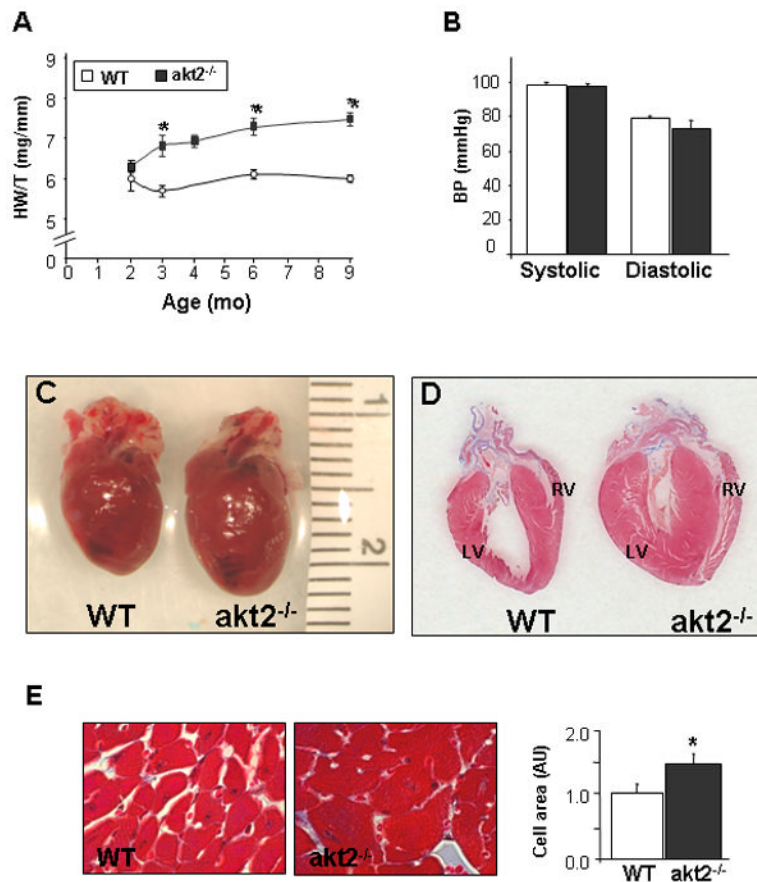 A
9
8
7
6
0
HW/T (mg/mm)
WT akt2-/-
*
*
*
0 1 2 3 4 5 6 7 8 9
Age (mo)
B
100
80
60
40
20
0
BP (mmHg)
Systolic Diastolic
C
1
2
WT akt2-/-
D
RV RV
LV LV
WT akt2-/-
E
WT
akt2-/-
2.0
1.0
0.0
Cell area (AU)
*
WT akt2-/-